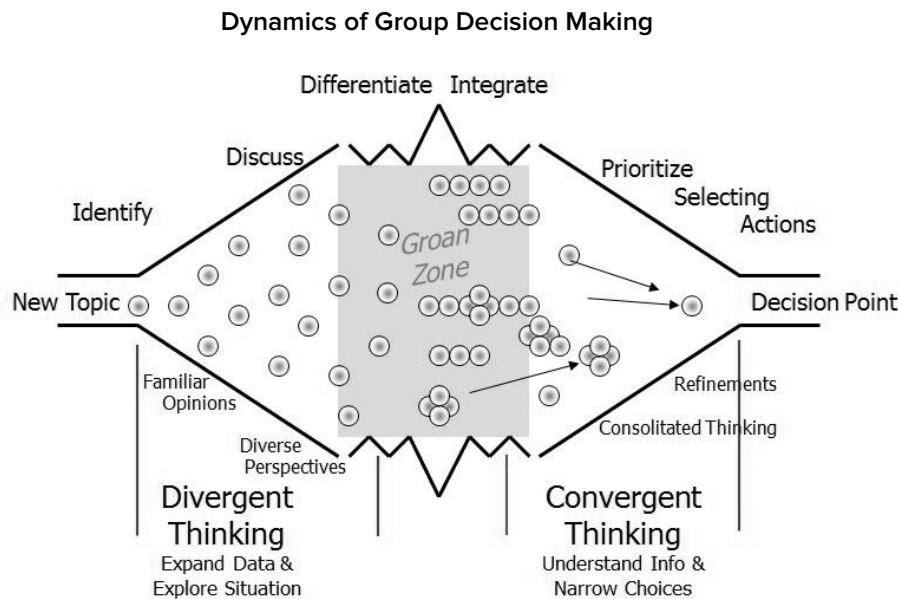 Dynamics of Group Decision Making
Differentiate Integrate
Discuss
Prioritize
Identify
Selecting
Actions
Groan
Zone
New Topic
Decision Point
Familiar
Opinions
Refinements
Consolitated Thinking
Diverse
Perspectives
Divergent
Thinking
Expand Data &
Explore Situation
Convergent
Thinking
Understand Info &
Narrow Choices